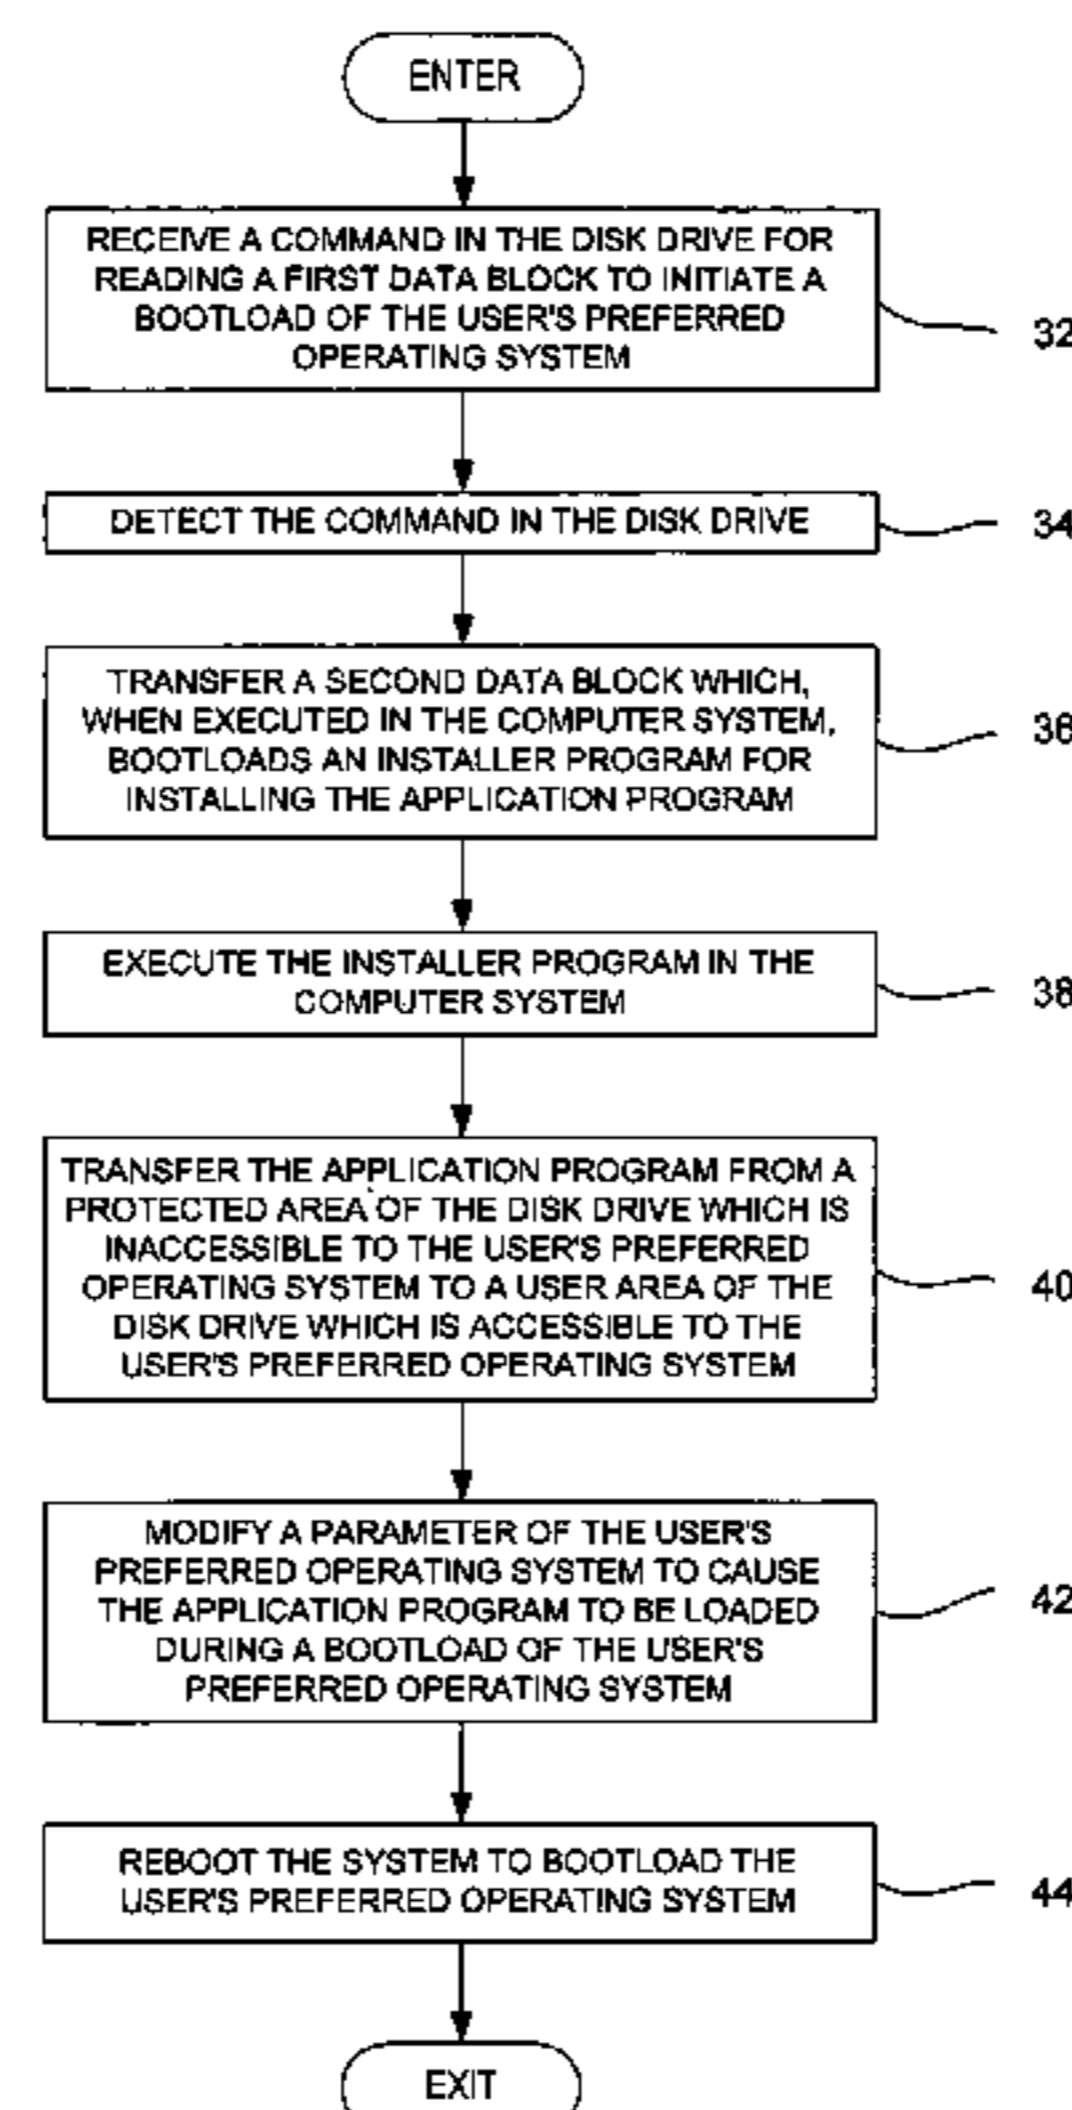 ENTER
RECEIVE A COMMAND IN THE DISK DRIVE FOR
READING A FIRST DATA BLOCK TO INITIATE A
BOOTLOAD OF THE USER'S PREFERRED
OPERATING SYSTEM
32
DETECT THE COMMAND IN THE DISK DRIVE
34
TRANSFER A SECOND DATA BLOCK WHICH,
WHEN EXECUTED IN THE COMPUTER SYSTEM,
BOOTLOADS AN INSTALLER PROGRAM FOR
INSTALLING THE APPLICATION PROGRAM
36
EXECUTE THE INSTALLER PROGRAM IN THE
COMPUTER SYSTEM
38
TRANSFER THE APPLICATION PROGRAM FROM A
PROTECTED AREA OF THE DISK DRIVE WHICH IS
INACCESSIBLE TO THE USER'S PREFERRED
OPERATING SYSTEM TO A USER AREA OF THE
DISK DRIVE WHICH IS ACCESSIBLE TO THE
USER'S PREFERRED OPERATING SYSTEM
40
MODIFY A PARAMETER OF THE USER'S
PREFERRED OPERATING SYSTEM TO CAUSE
THE APPLICATION PROGRAM TO BE LOADED
DURING A BOOTLOAD OF THE USER'S
PREFERRED OPERATING SYSTEM
42
REBOOT THE SYSTEM TO BOOTLOAD THE
USER'S PREFERRED OPERATING SYSTEM
44
EXIT